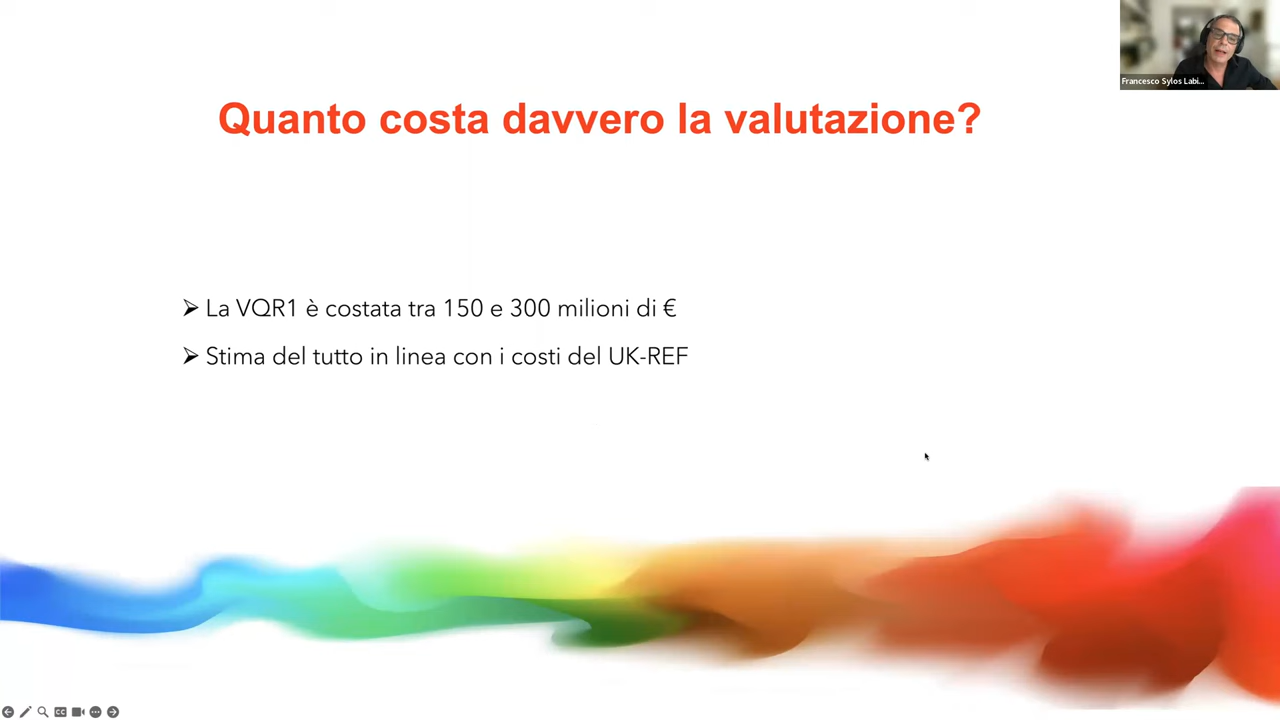 Francesco Sylos Labi...
Quanto costa davvero la valutazione?
➢ La VQR1 è costata tra 150 e 300 milioni di €
➢ Stima del tutto in linea con i costi del UK-REF
CC